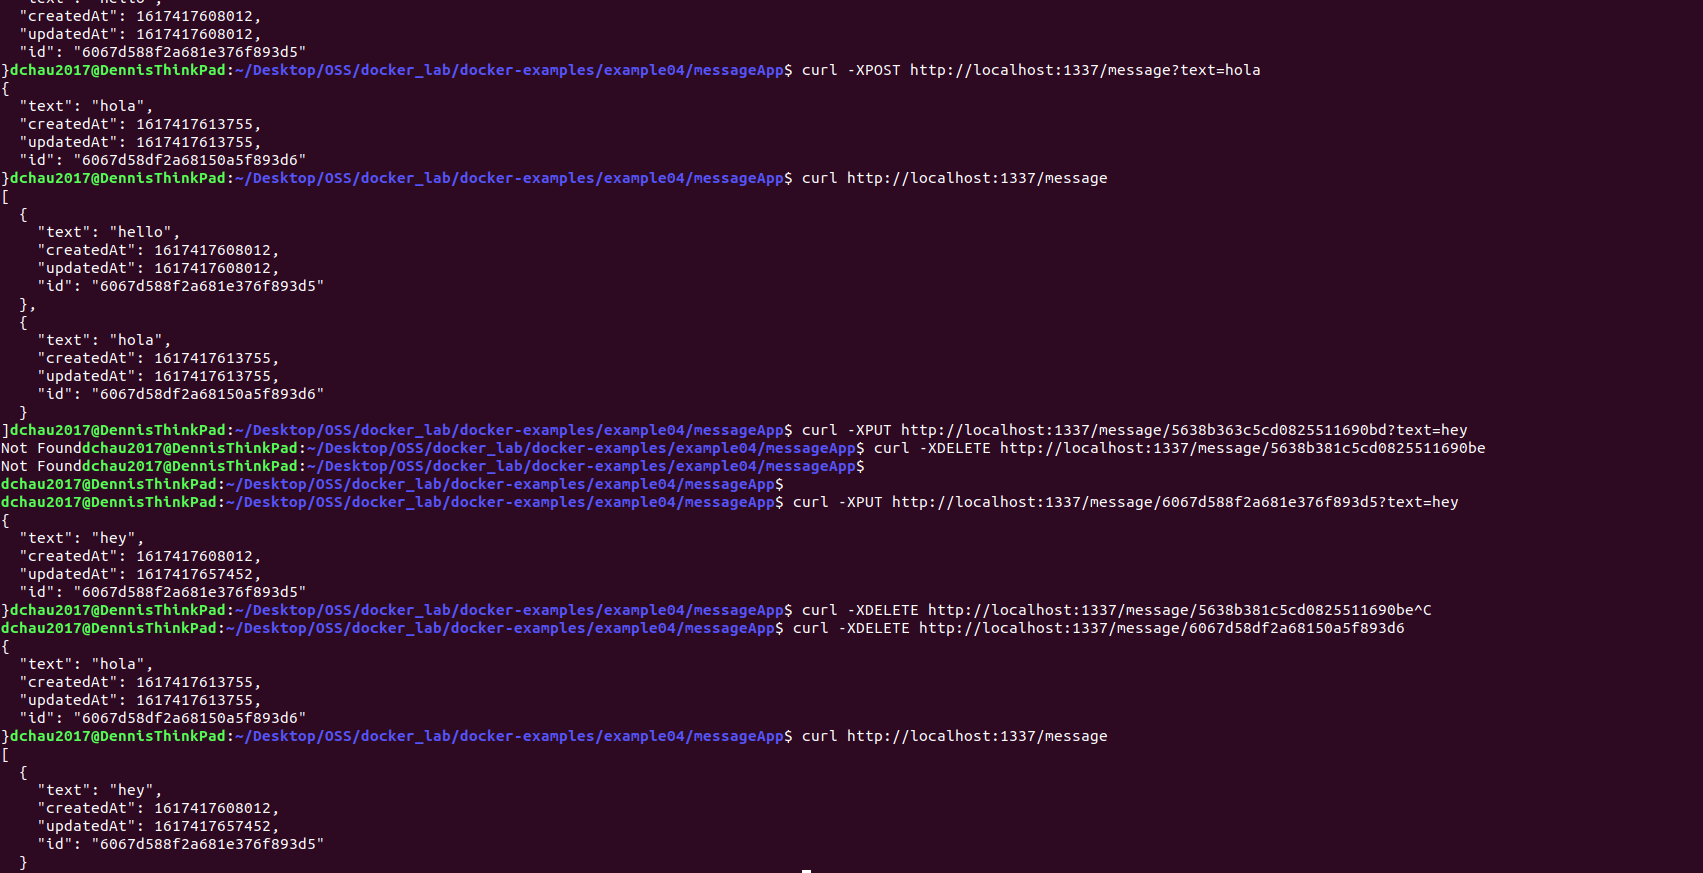 "text": "hello",
  "createdAt": 1617417608012,
  "updatedAt": 1617417608012,
  "id": "6067d588f2a681e376f893d5"
}dchau2017@DennisThinkPad:~/Desktop/OSS/docker_lab/docker-examples/example04/messageApp$ curl -XPOST http://localhost:1337/message?text=hola
{
  "text": "hola",
  "createdAt": 1617417613755,
  "updatedAt": 1617417613755,
  "id": "6067d58df2a68150a5f893d6"
}dchau2017@DennisThinkPad:~/Desktop/OSS/docker_lab/docker-examples/example04/messageApp$ curl http://localhost:1337/message
[
  {
    "text": "hello",
    "createdAt": 1617417608012,
    "updatedAt": 1617417608012,
    "id": "6067d588f2a681e376f893d5"
  },
  {
    "text": "hola",
    "createdAt": 1617417613755,
    "updatedAt": 1617417613755,
    "id": "6067d58df2a68150a5f893d6"
  }
]dchau2017@DennisThinkPad:~/Desktop/OSS/docker_lab/docker-examples/example04/messageApp$ curl -XPUT http://localhost:1337/message/5638b363c5cd0825511690bd?text=hey
Not Founddchau2017@DennisThinkPad:~/Desktop/OSS/docker_lab/docker-examples/example04/messageApp$ curl -XDELETE http://localhost:1337/message/5638b381c5cd0825511690be
Not Founddchau2017@DennisThinkPad:~/Desktop/OSS/docker_lab/docker-examples/example04/messageApp$
dchau2017@DennisThinkPad:~/Desktop/OSS/docker_lab/docker-examples/example04/messageApp$
dchau2017@DennisThinkPad:~/Desktop/OSS/docker_lab/docker-examples/example04/messageApp$ curl -XPUT http://localhost:1337/message/6067d588f2a681e376f893d5?text=hey
{
  "text": "hey",
  "createdAt": 1617417608012,
  "updatedAt": 1617417657452,
  "id": "6067d588f2a681e376f893d5"
}dchau2017@DennisThinkPad:~/Desktop/OSS/docker_lab/docker-examples/example04/messageApp$ curl -XDELETE http://localhost:1337/message/5638b381c5cd0825511690be^C
dchau2017@DennisThinkPad:~/Desktop/OSS/docker_lab/docker-examples/example04/messageApp$ curl -XDELETE http://localhost:1337/message/6067d58df2a68150a5f893d6
{
  "text": "hola",
  "createdAt": 1617417613755,
  "updatedAt": 1617417613755,
  "id": "6067d58df2a68150a5f893d6"
}dchau2017@DennisThinkPad:~/Desktop/OSS/docker_lab/docker-examples/example04/messageApp$ curl http://localhost:1337/message
[
  {
    "text": "hey",
    "createdAt": 1617417608012,
    "updatedAt": 1617417657452,
    "id": "6067d588f2a681e376f893d5"
  }